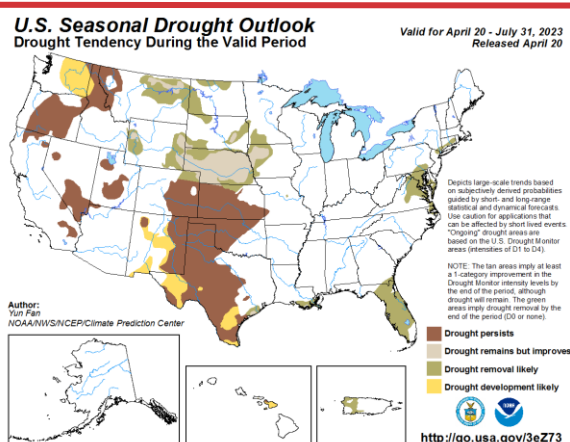 U.S. Seasonal Drought Outlook
Drought Tendency During the Valid Period
Valid for April 20 - July 31, 2023
Released April 20
Depicts large-scale trends based
on subjectively derived probabilities
guided by short- and long-range
statistical and dynamical forecasts.
Use caution for applications that
can be affected by short lived events.
"Ongoing" drought areas are
based on the U.S. Drought Monitor
areas (intensities of D1 to D4).
NOTE: The tan areas imply at least
a 1-category improvement in the
Drought Monitor intensity levels by
the end of the period, although
drought will remain. The green
areas imply drought removal by the
end of the period (D0 or none).
Author:
Yun Fan
NOAA/NWS/NCEP/Climate Prediction Center
Drought persists
Drought remains but improves
Drought removal likely
Drought development likely
http://go.usa.gov/3eZ73